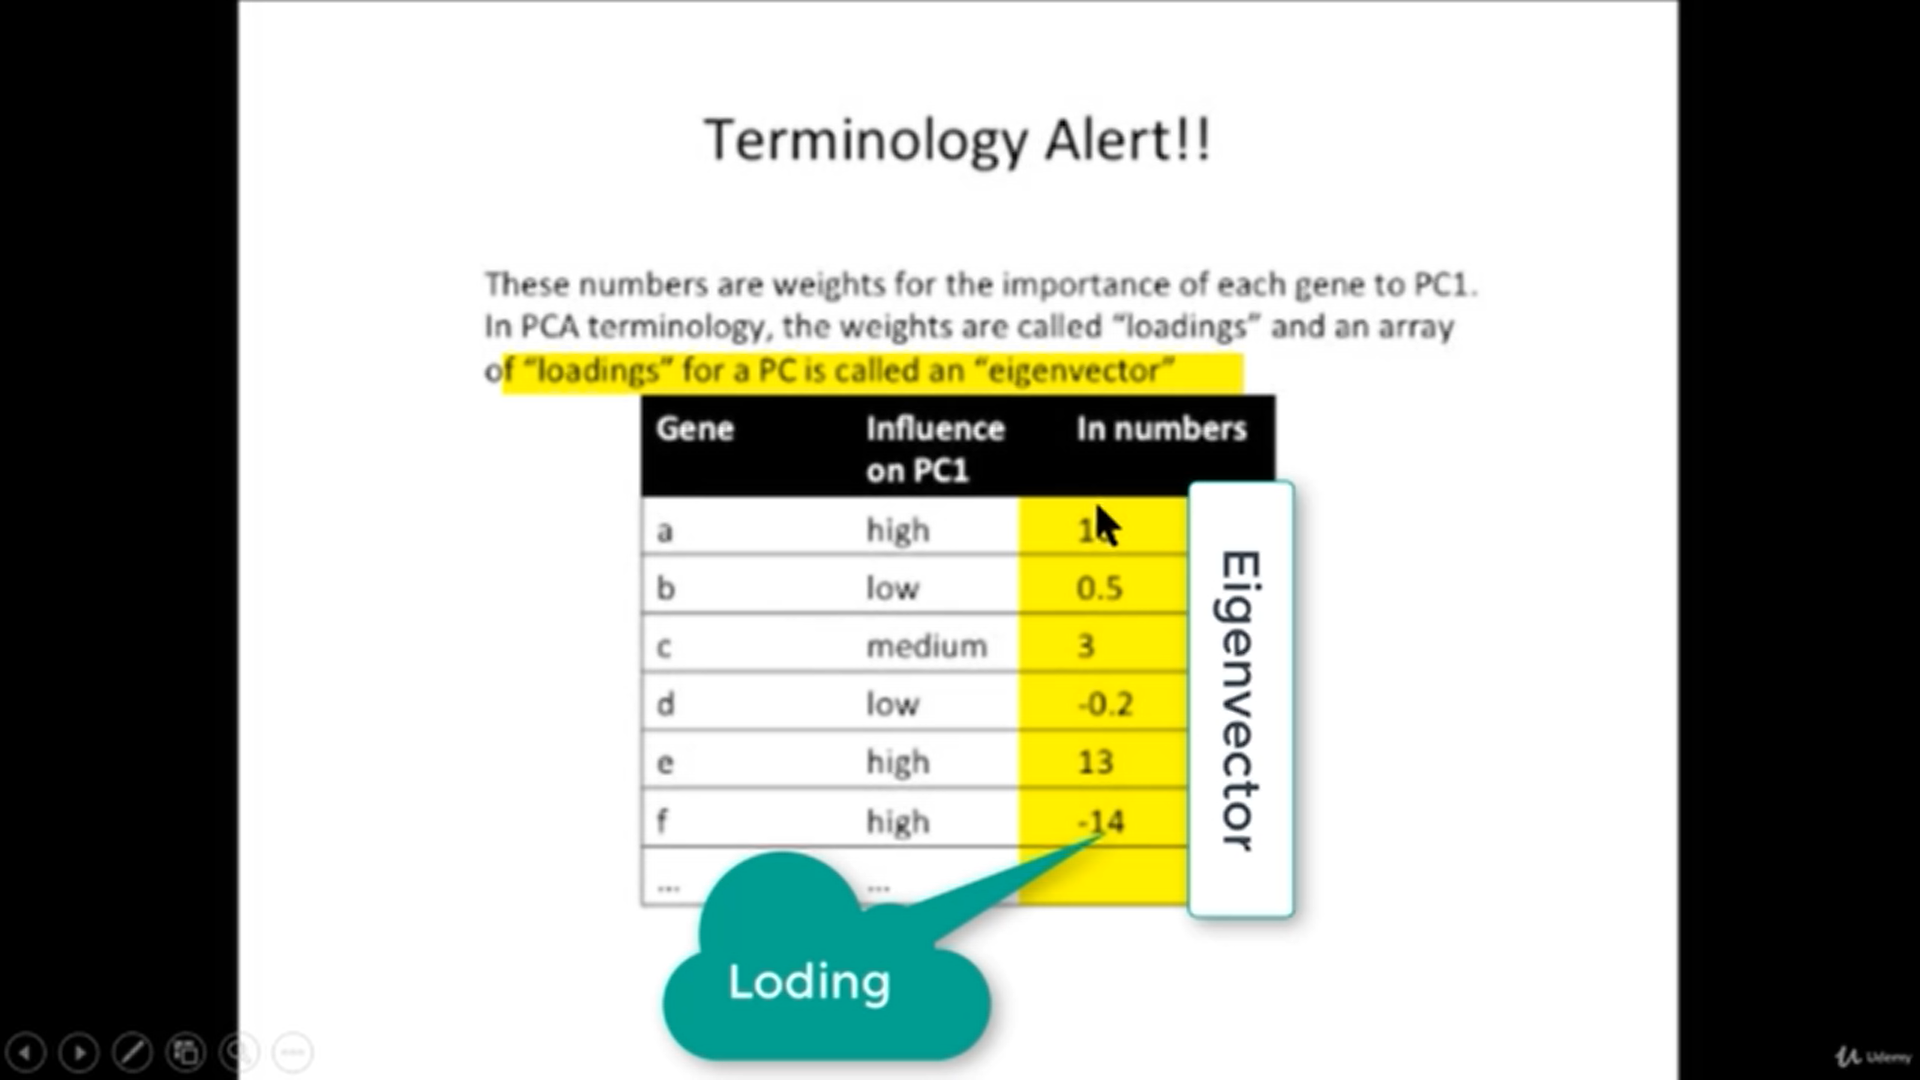 Terminology Alert!!
These numbers are weights for the importance of each gene to PC1.
In PCA terminology, the weights are called “loadings” and an array
of “loadings” for a PC is called an “eigenvector”
Gene Influence on PC1 In numbers
a high
b low 0.5
c medium 3
d low -0.2
e high 13
f high -14
... ...
Eigenvector
Loding
Udemy